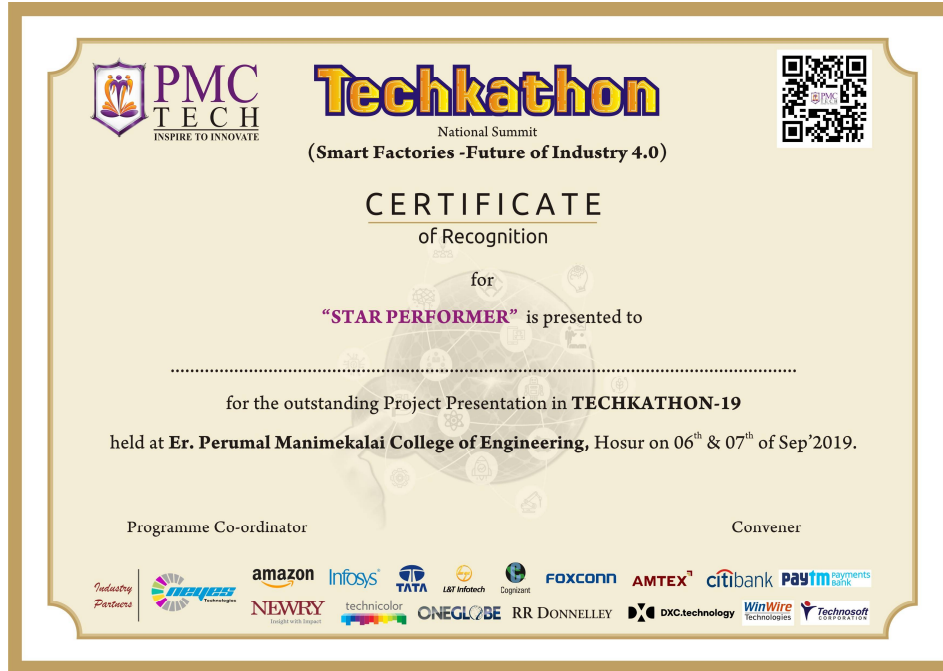 PMC
TECH
INSPIRE TO INNOVATE
Techkathon
National Summit
(Smart Factories -Future of Industry 4.0)
PMC
CERTIFICATE
of Recognition
for
“STAR PERFORMER” is presented to
for the outstanding Project Presentation in TECHKATHON-19
held at Er. Perumal Manimekalai College of Engineering, Hosur on 06th & 07th of Sep’2019.
Programme Co-ordinator Convener
Industry Partners
neyes Technologies
amazon Infosys TATA L&T Infotech Cognizant FOXCONN AMTEX citibank Paytm Payments Bank
NEWRY Insight with Impact technicolor ONEGLOBE RR DONNELLEY DXC.technology WinWire Technologies Technosoft CORPORATION